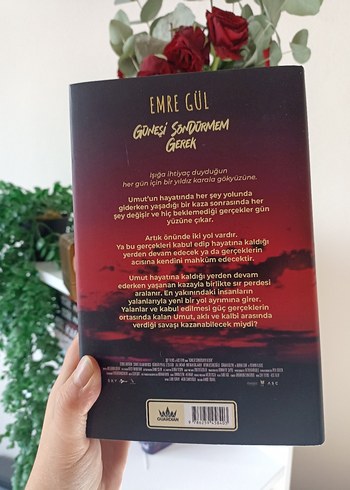 EMRE GÜL
GÜNEŞİ SÖNDÜRMEM
GEREK
Işığa ihtiyaç duyduğun
her gün için bir yıldız karala gökyüzüne.
Umut'un hayatında her şey yolunda
giderken yaşadığı bir kaza sonrasında her
şey değişir ve hiç beklemediği gerçekler gün
yüzüne çıkar.
Artık önünde iki yol vardır.
Ya bu gerçekleri kabul edip hayatına kaldığı
yerden devam edecek ya da gerçeklerin
acısına kendini mahkûm edecektir.
Umut hayatına kaldığı yerden devam
ederken yaşanan kazayla birlikte sır perdesi
aralanır. En yakınındaki insanların
yalanlarıyla yeni bir yol ayrımına girer.
Yalanlar ve kabul edilmesi güç gerçeklerin
ortasında kalan Umut, aklı ve kalbi arasında
verdiği savaşı kazanabilecek miydi?